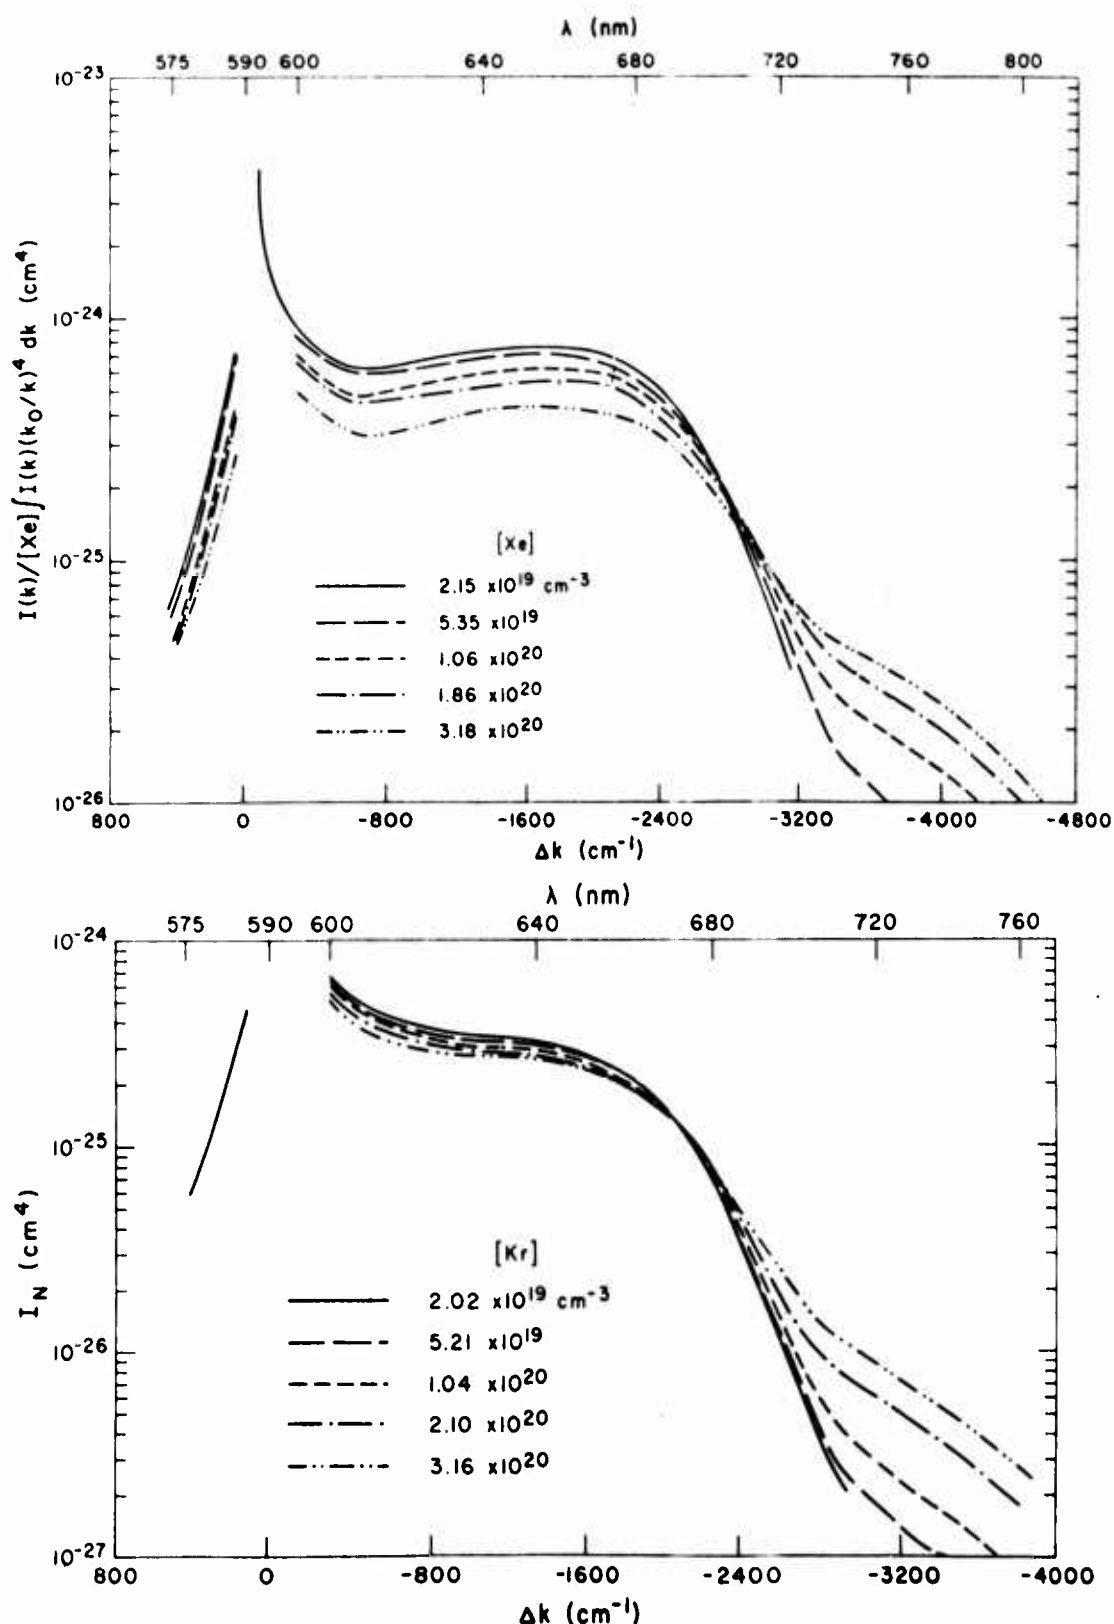 λ (nm)
575 590 600 640 680 720 760 800
10⁻²³
10⁻²⁴
10⁻²⁵
10⁻²⁶
I(k)/[Xe]∫I(k)(k₀/k)⁴ dk (cm⁴)
[Xe]
2.15 x10¹⁹ cm⁻³
5.35 x10¹⁹
1.06 x10²⁰
1.86 x10²⁰
3.18 x10²⁰
800 0 -800 -1600 -2400 -3200 -4000 -4800
Δk (cm⁻¹)
λ (nm)
575 590 600 640 680 720 760
10⁻²⁴
10⁻²⁵
10⁻²⁶
10⁻²⁷
I_N (cm⁴)
[Kr]
2.02 x10¹⁹ cm⁻³
5.21 x10¹⁹
1.04 x10²⁰
2.10 x10²⁰
3.16 x10²⁰
800 0 -800 -1600 -2400 -3200 -4000
Δk (cm⁻¹)